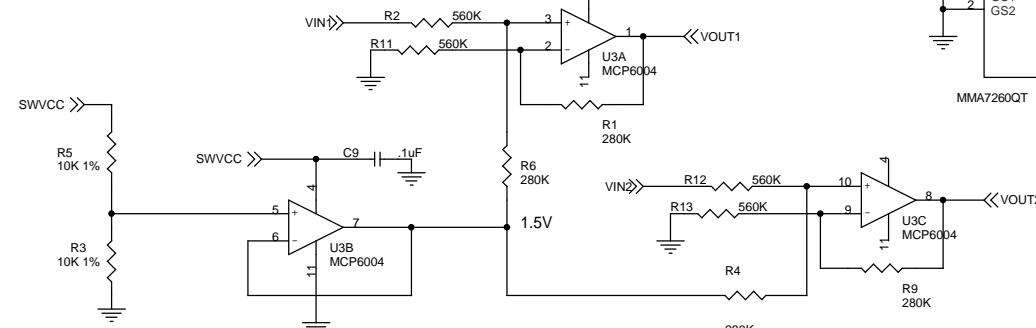 GS2
2
VIN1
R2
560K
3
+
1
VOUT1
R11
560K
2
-
U3A
MCP6004
11
MMA7260QT
SWVCC
R1
280K
R5
10K 1%
SWVCC
C9
.1uF
R6
280K
4
VIN2
R12
560K
10
+
4
8
R13
560K
9
-
U3C
MCP6004
11
5
+
7
1.5V
6
-
U3B
MCP6004
11
R3
10K 1%
R4
R9
280K